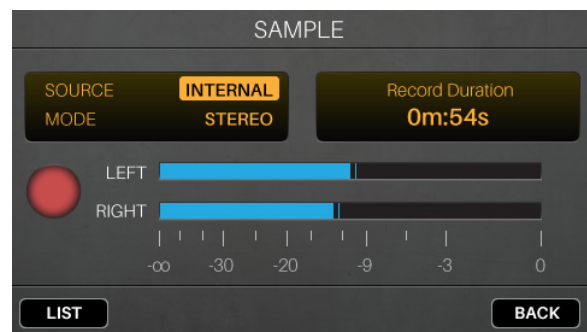 SAMPLE
SOURCE INTERNAL
MODE STEREO
Record Duration
0m:54s
LEFT
RIGHT
-∞ -30 -20 -9 -3 0
LIST BACK